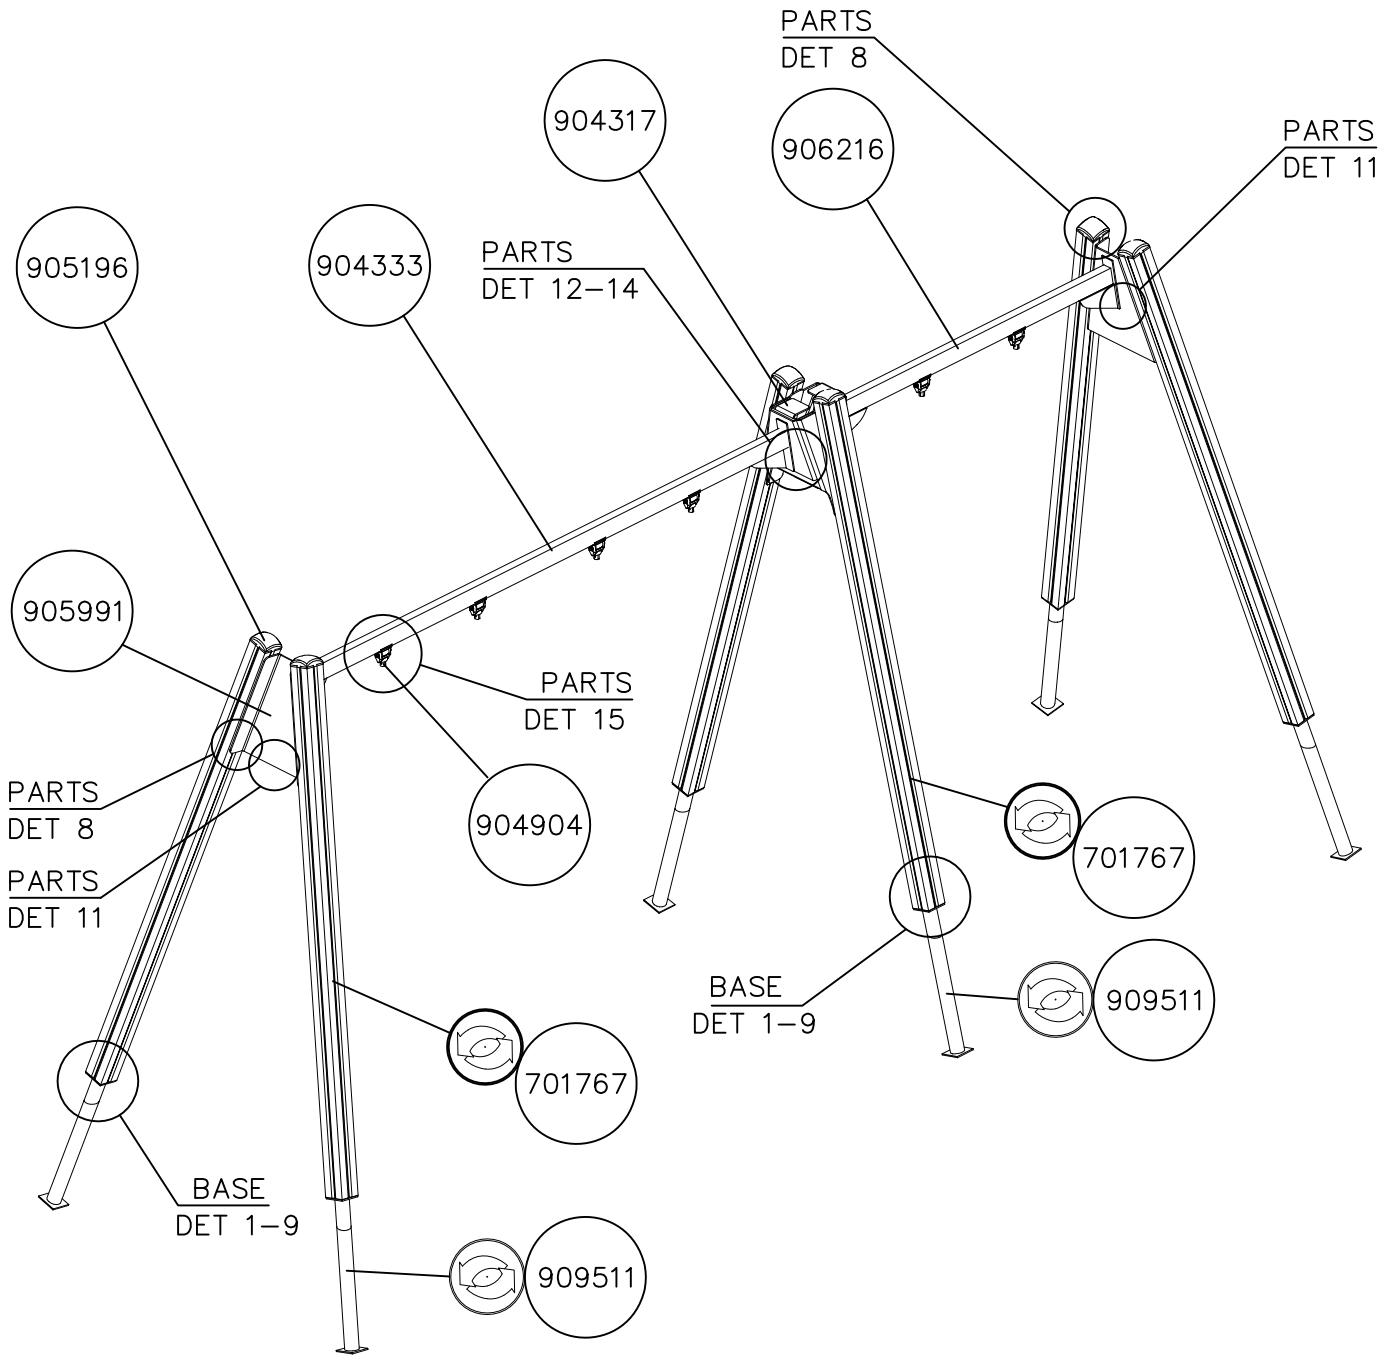 PARTS
DET 8
904317
906216
PARTS
DET 11
905196
904333
PARTS
DET 12-14
905991
PARTS
DET 15
PARTS
DET 8
904904
701767
PARTS
DET 11
BASE
DET 1-9
909511
701767
BASE
DET 1-9
909511